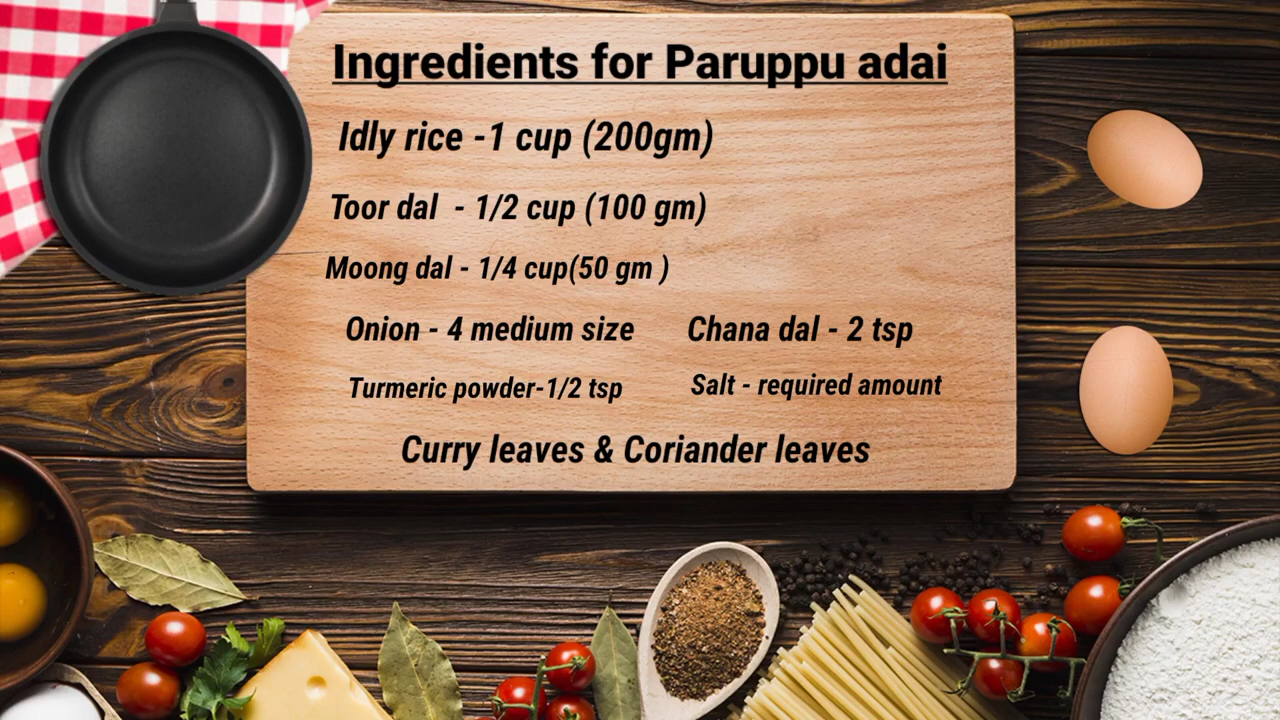 Ingredients for Paruppu adai
Idly rice -1 cup (200gm)
Toor dal - 1/2 cup (100 gm)
Moong dal - 1/4 cup(50 gm )
Onion - 4 medium size
Chana dal - 2 tsp
Turmeric powder-1/2 tsp
Salt - required amount
Curry leaves & Coriander leaves